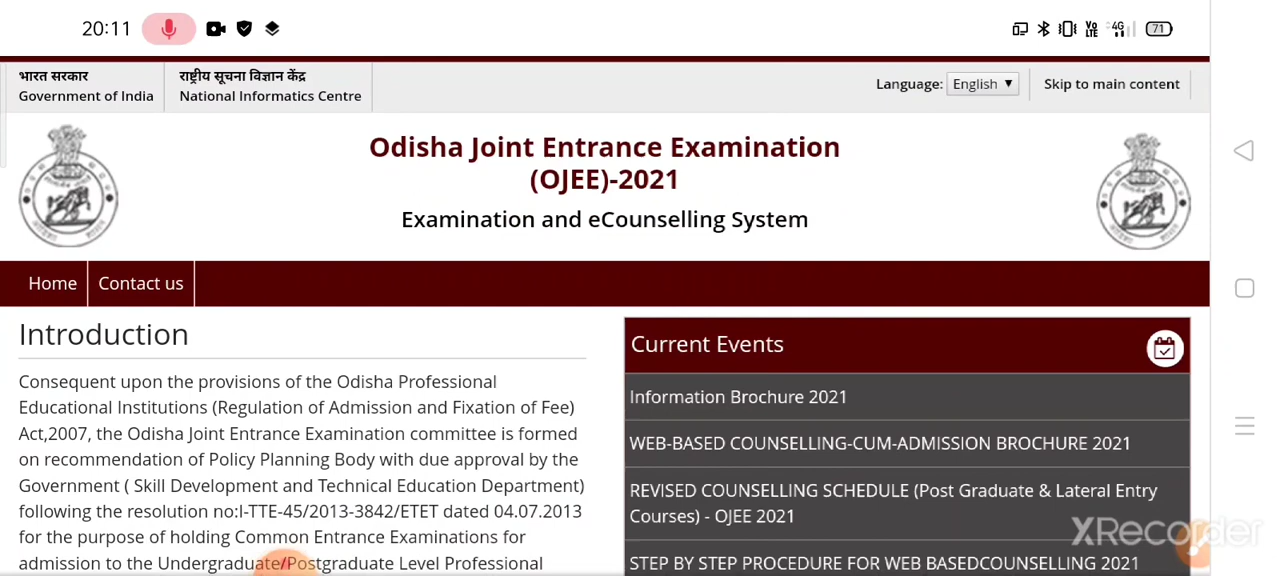 20:11
VO
LTE
4G
71
भारत सरकार
Government of India
राष्ट्रीय सूचना विज्ञान केंद्र
National Informatics Centre
Language: English
Skip to main content
Odisha Joint Entrance Examination
(OJEE)-2021
Examination and eCounselling System
Home
Contact us
Introduction
Consequent upon the provisions of the Odisha Professional
Educational Institutions (Regulation of Admission and Fixation of Fee)
Act,2007, the Odisha Joint Entrance Examination committee is formed
on recommendation of Policy Planning Body with due approval by the
Government ( Skill Development and Technical Education Department)
following the resolution no:I-TTE-45/2013-3842/ETET dated 04.07.2013
for the purpose of holding Common Entrance Examinations for
admission to the Undergraduate/Postgraduate Level Professional
Current Events
Information Brochure 2021
WEB-BASED COUNSELLING-CUM-ADMISSION BROCHURE 2021
REVISED COUNSELLING SCHEDULE (Post Graduate & Lateral Entry
Courses) - OJEE 2021
STEP BY STEP PROCEDURE FOR WEB BASEDCOUNSELLING 2021
XRecorder